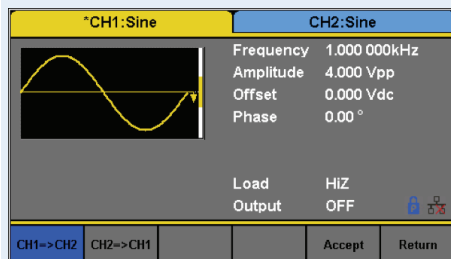 *CH1:Sine CH2:Sine
Frequency 1.000 000kHz
Amplitude 4.000 Vpp
Offset 0.000 Vdc
Phase 0.00 °
Load HiZ
Output OFF
CH1=>CH2 CH2=>CH1 Accept Return